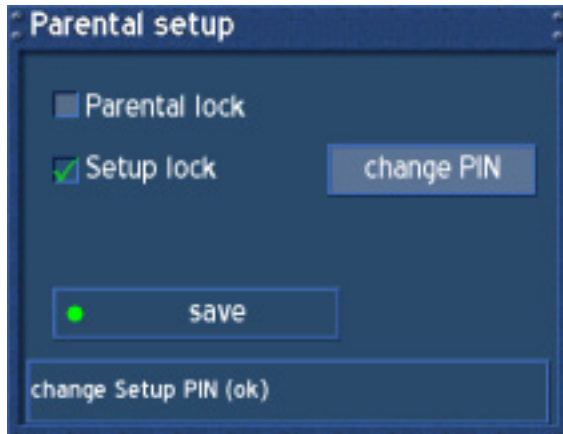 Parental setup
Parental lock
Setup lock
change PIN
save
change Setup PIN (ok)